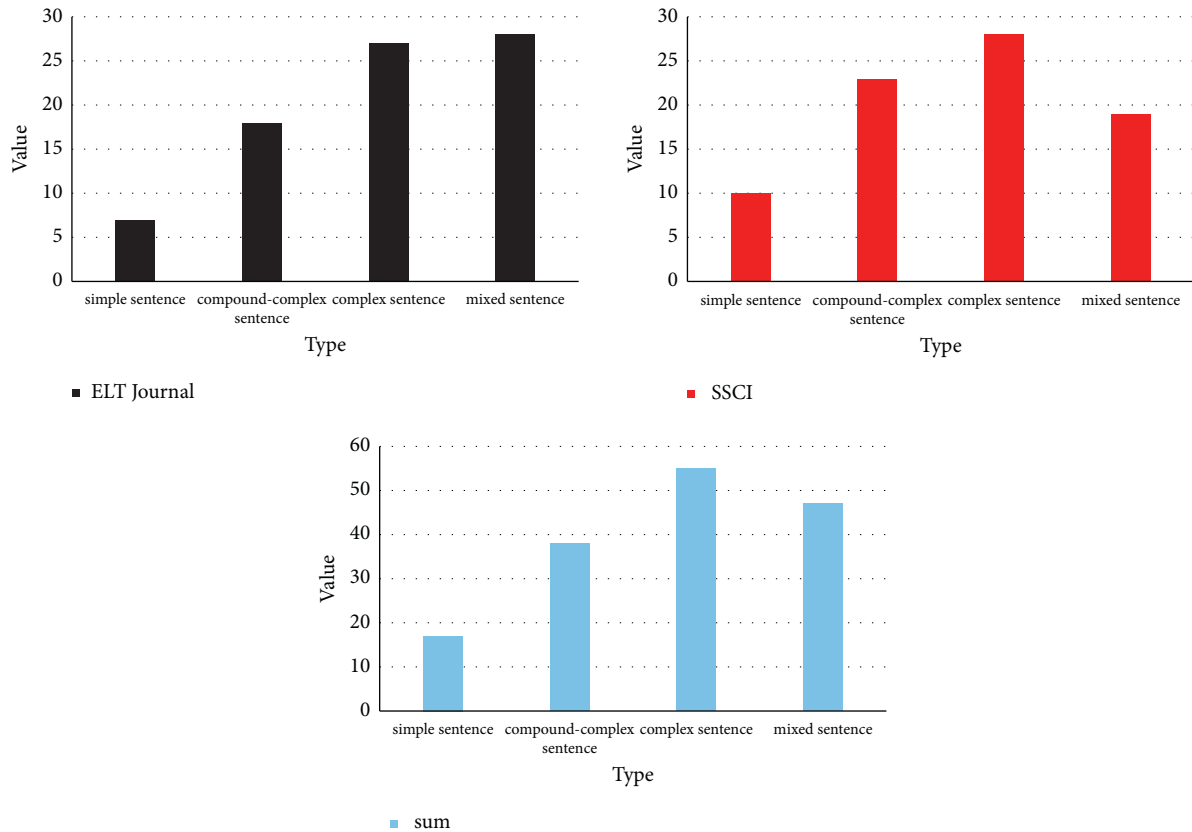 30
25
20
15
10
5
0
Value
simple sentence
compound-complex
sentence
complex sentence
mixed sentence
Type
ELT Journal
30
25
20
15
10
5
0
Value
simple sentence
compound-complex
sentence
complex sentence
mixed sentence
Type
SSCI
60
50
40
30
20
10
0
Value
simple sentence
compound-complex
sentence
complex sentence
mixed sentence
Type
sum